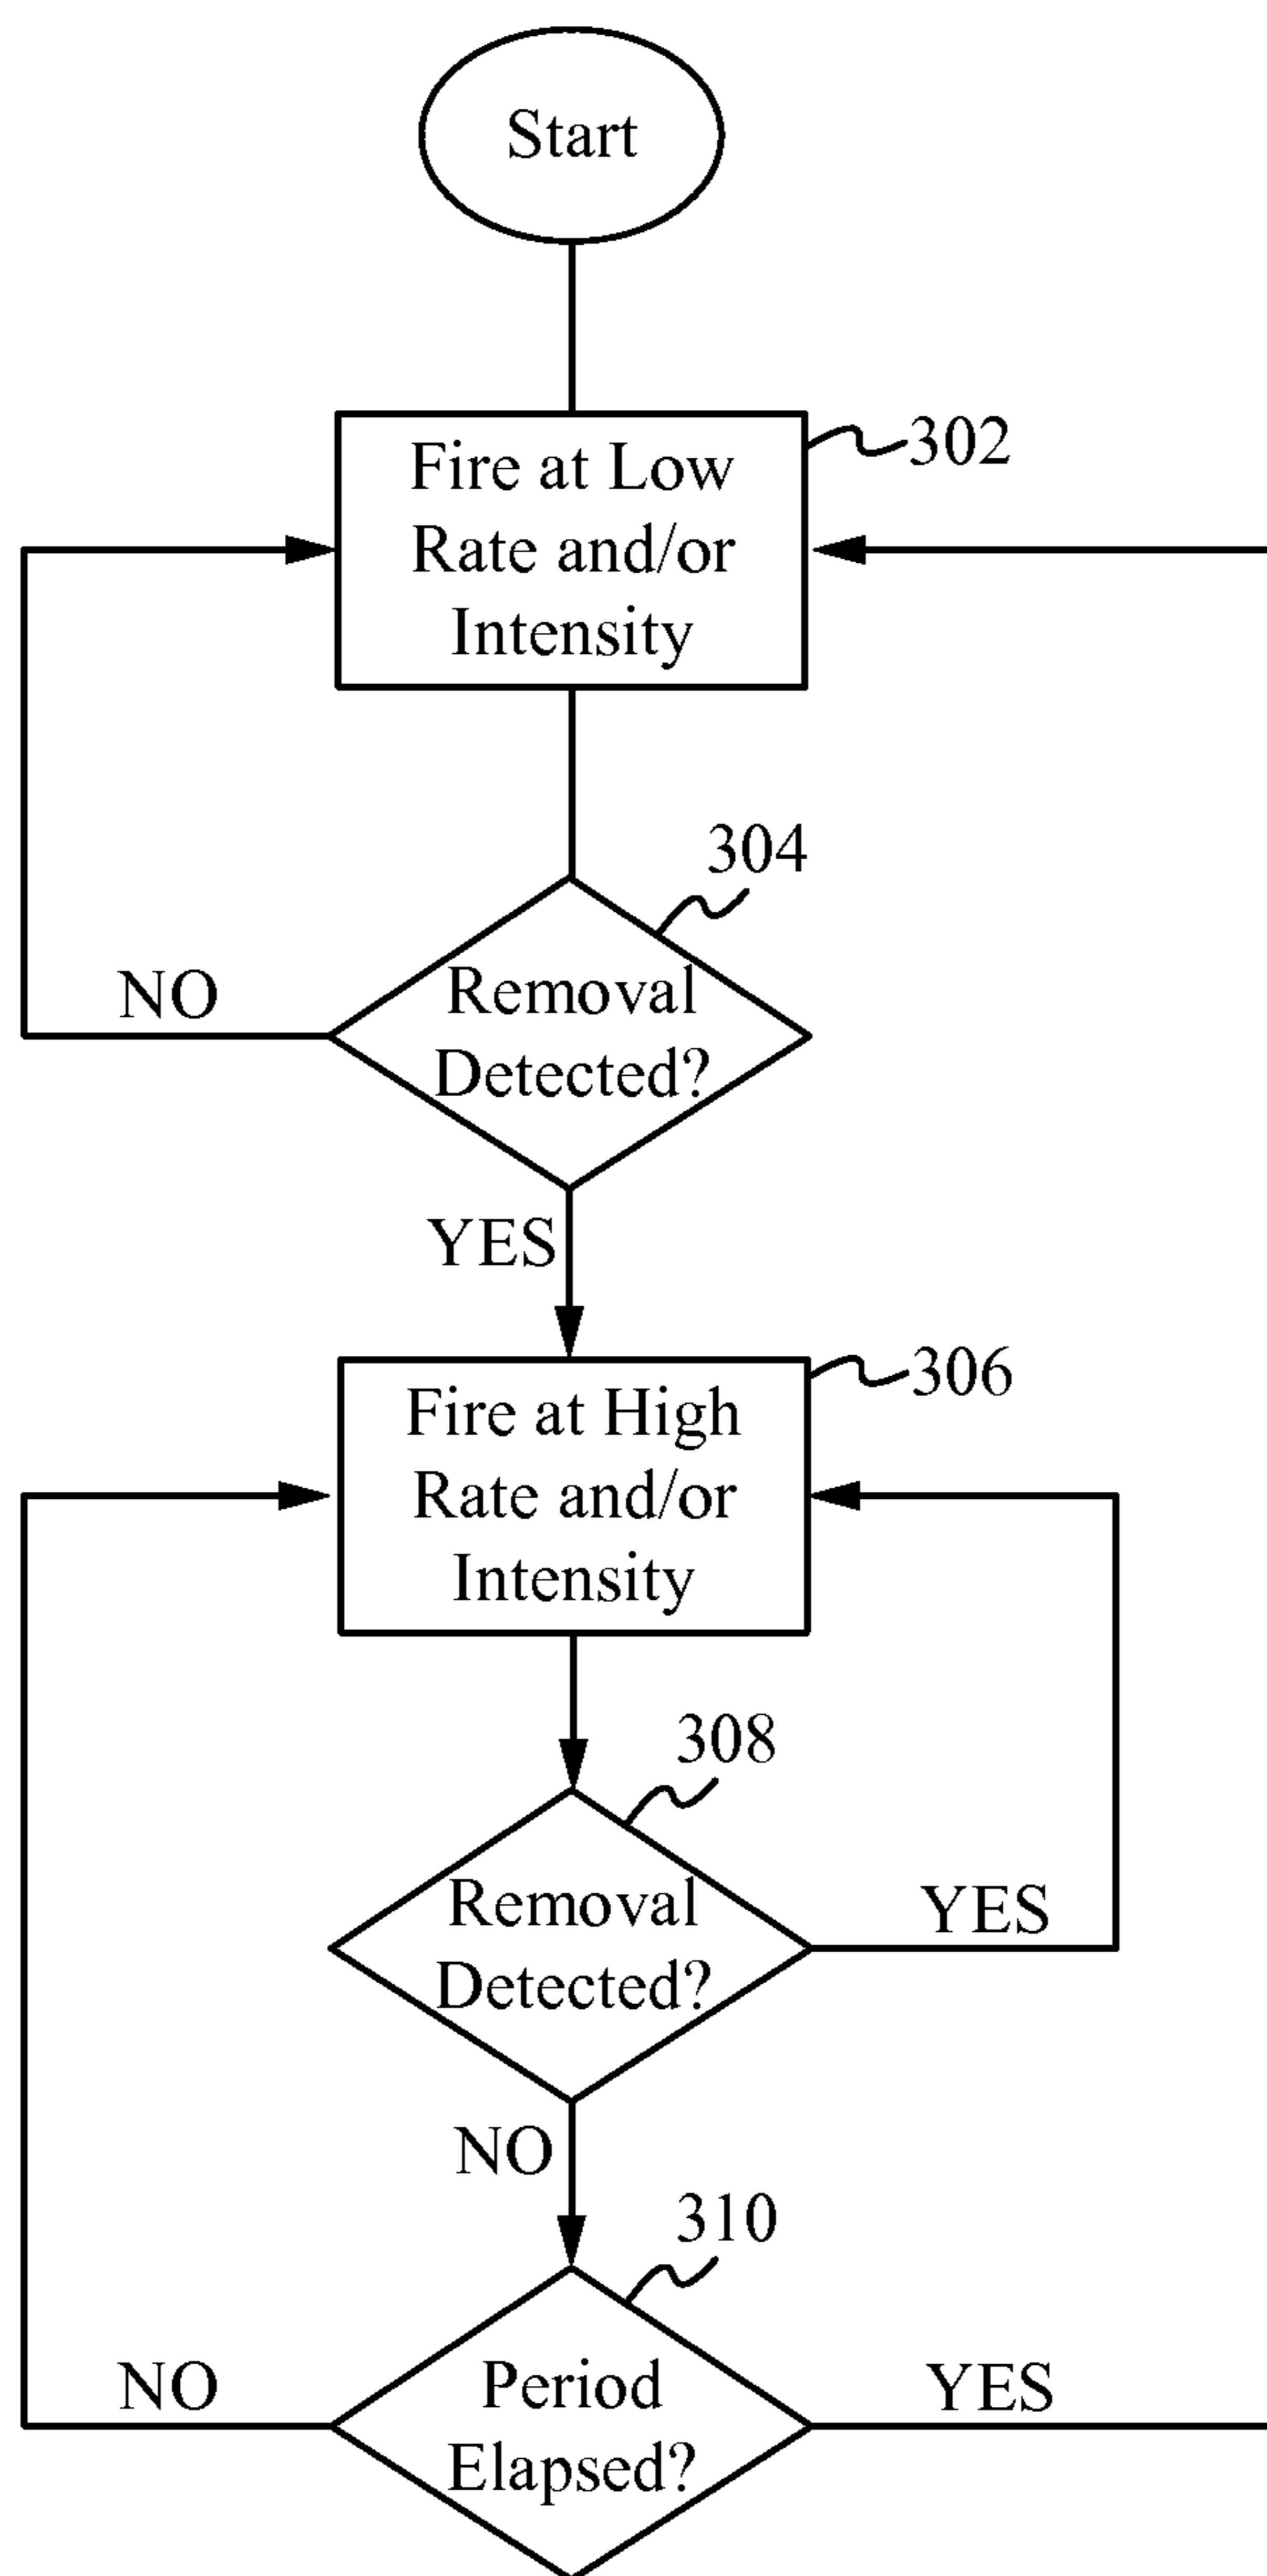 Start
Fire at Low
Rate and/or
Intensity
302
304
Removal
Detected?
NO
YES
306
Fire at High
Rate and/or
Intensity
308
Removal
Detected?
YES
NO
310
Period
Elapsed?
NO
YES